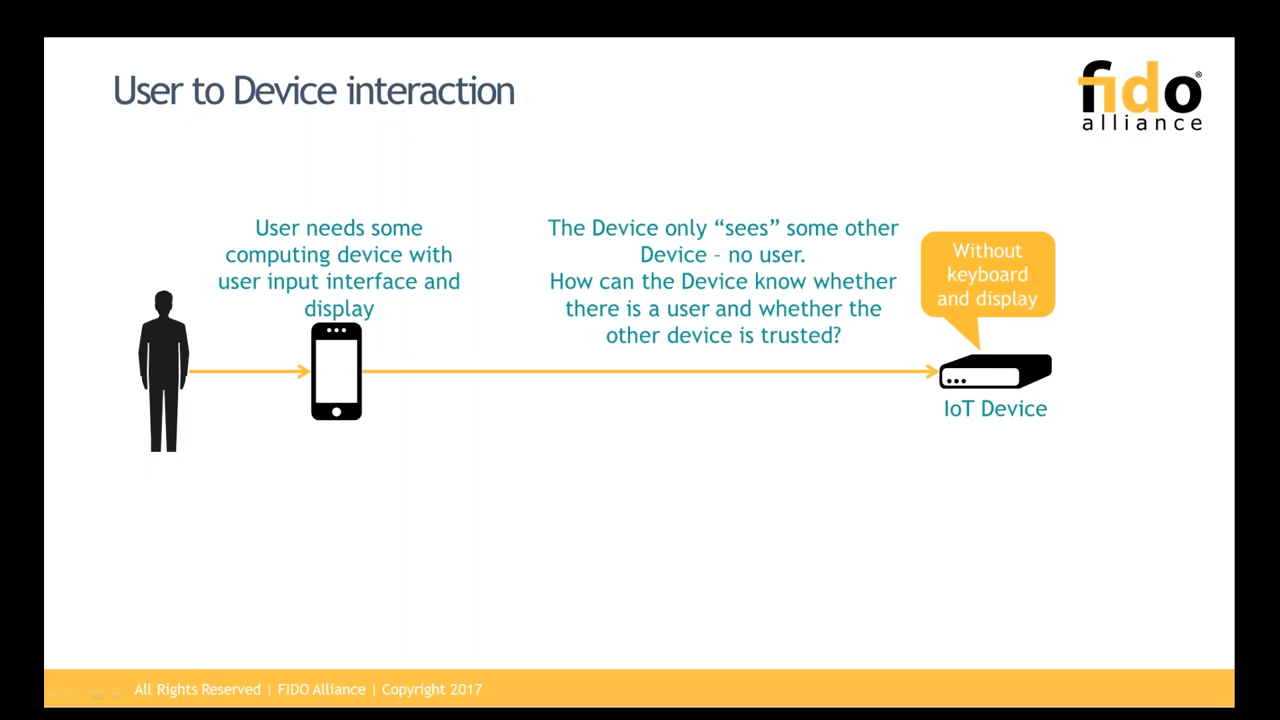 User to Device interaction
fido®
alliance
User needs some
computing device with
user input interface and
display
The Device only “sees” some other
Device – no user.
How can the Device know whether
there is a user and whether the
other device is trusted?
Without
keyboard
and display
IoT Device
All Rights Reserved | FIDO Alliance | Copyright 2017